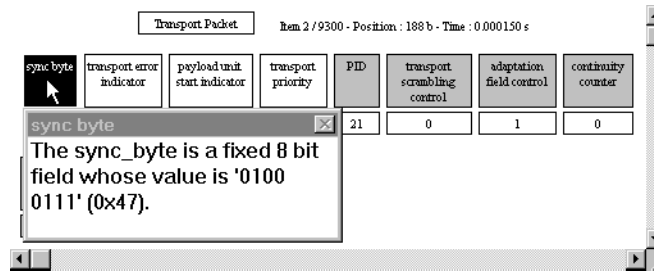 Transport Packet Item 2 / 9300 - Position : 188 b - Time : 0.000150 s
sync byte transport error payload unit transport PID transport adaptation continuity
indicator start indicator priority scrambling field control counter
control
sync byte 21 0 1 0
The sync_byte is a fixed 8 bit
field whose value is '0100
0111' (0x47).